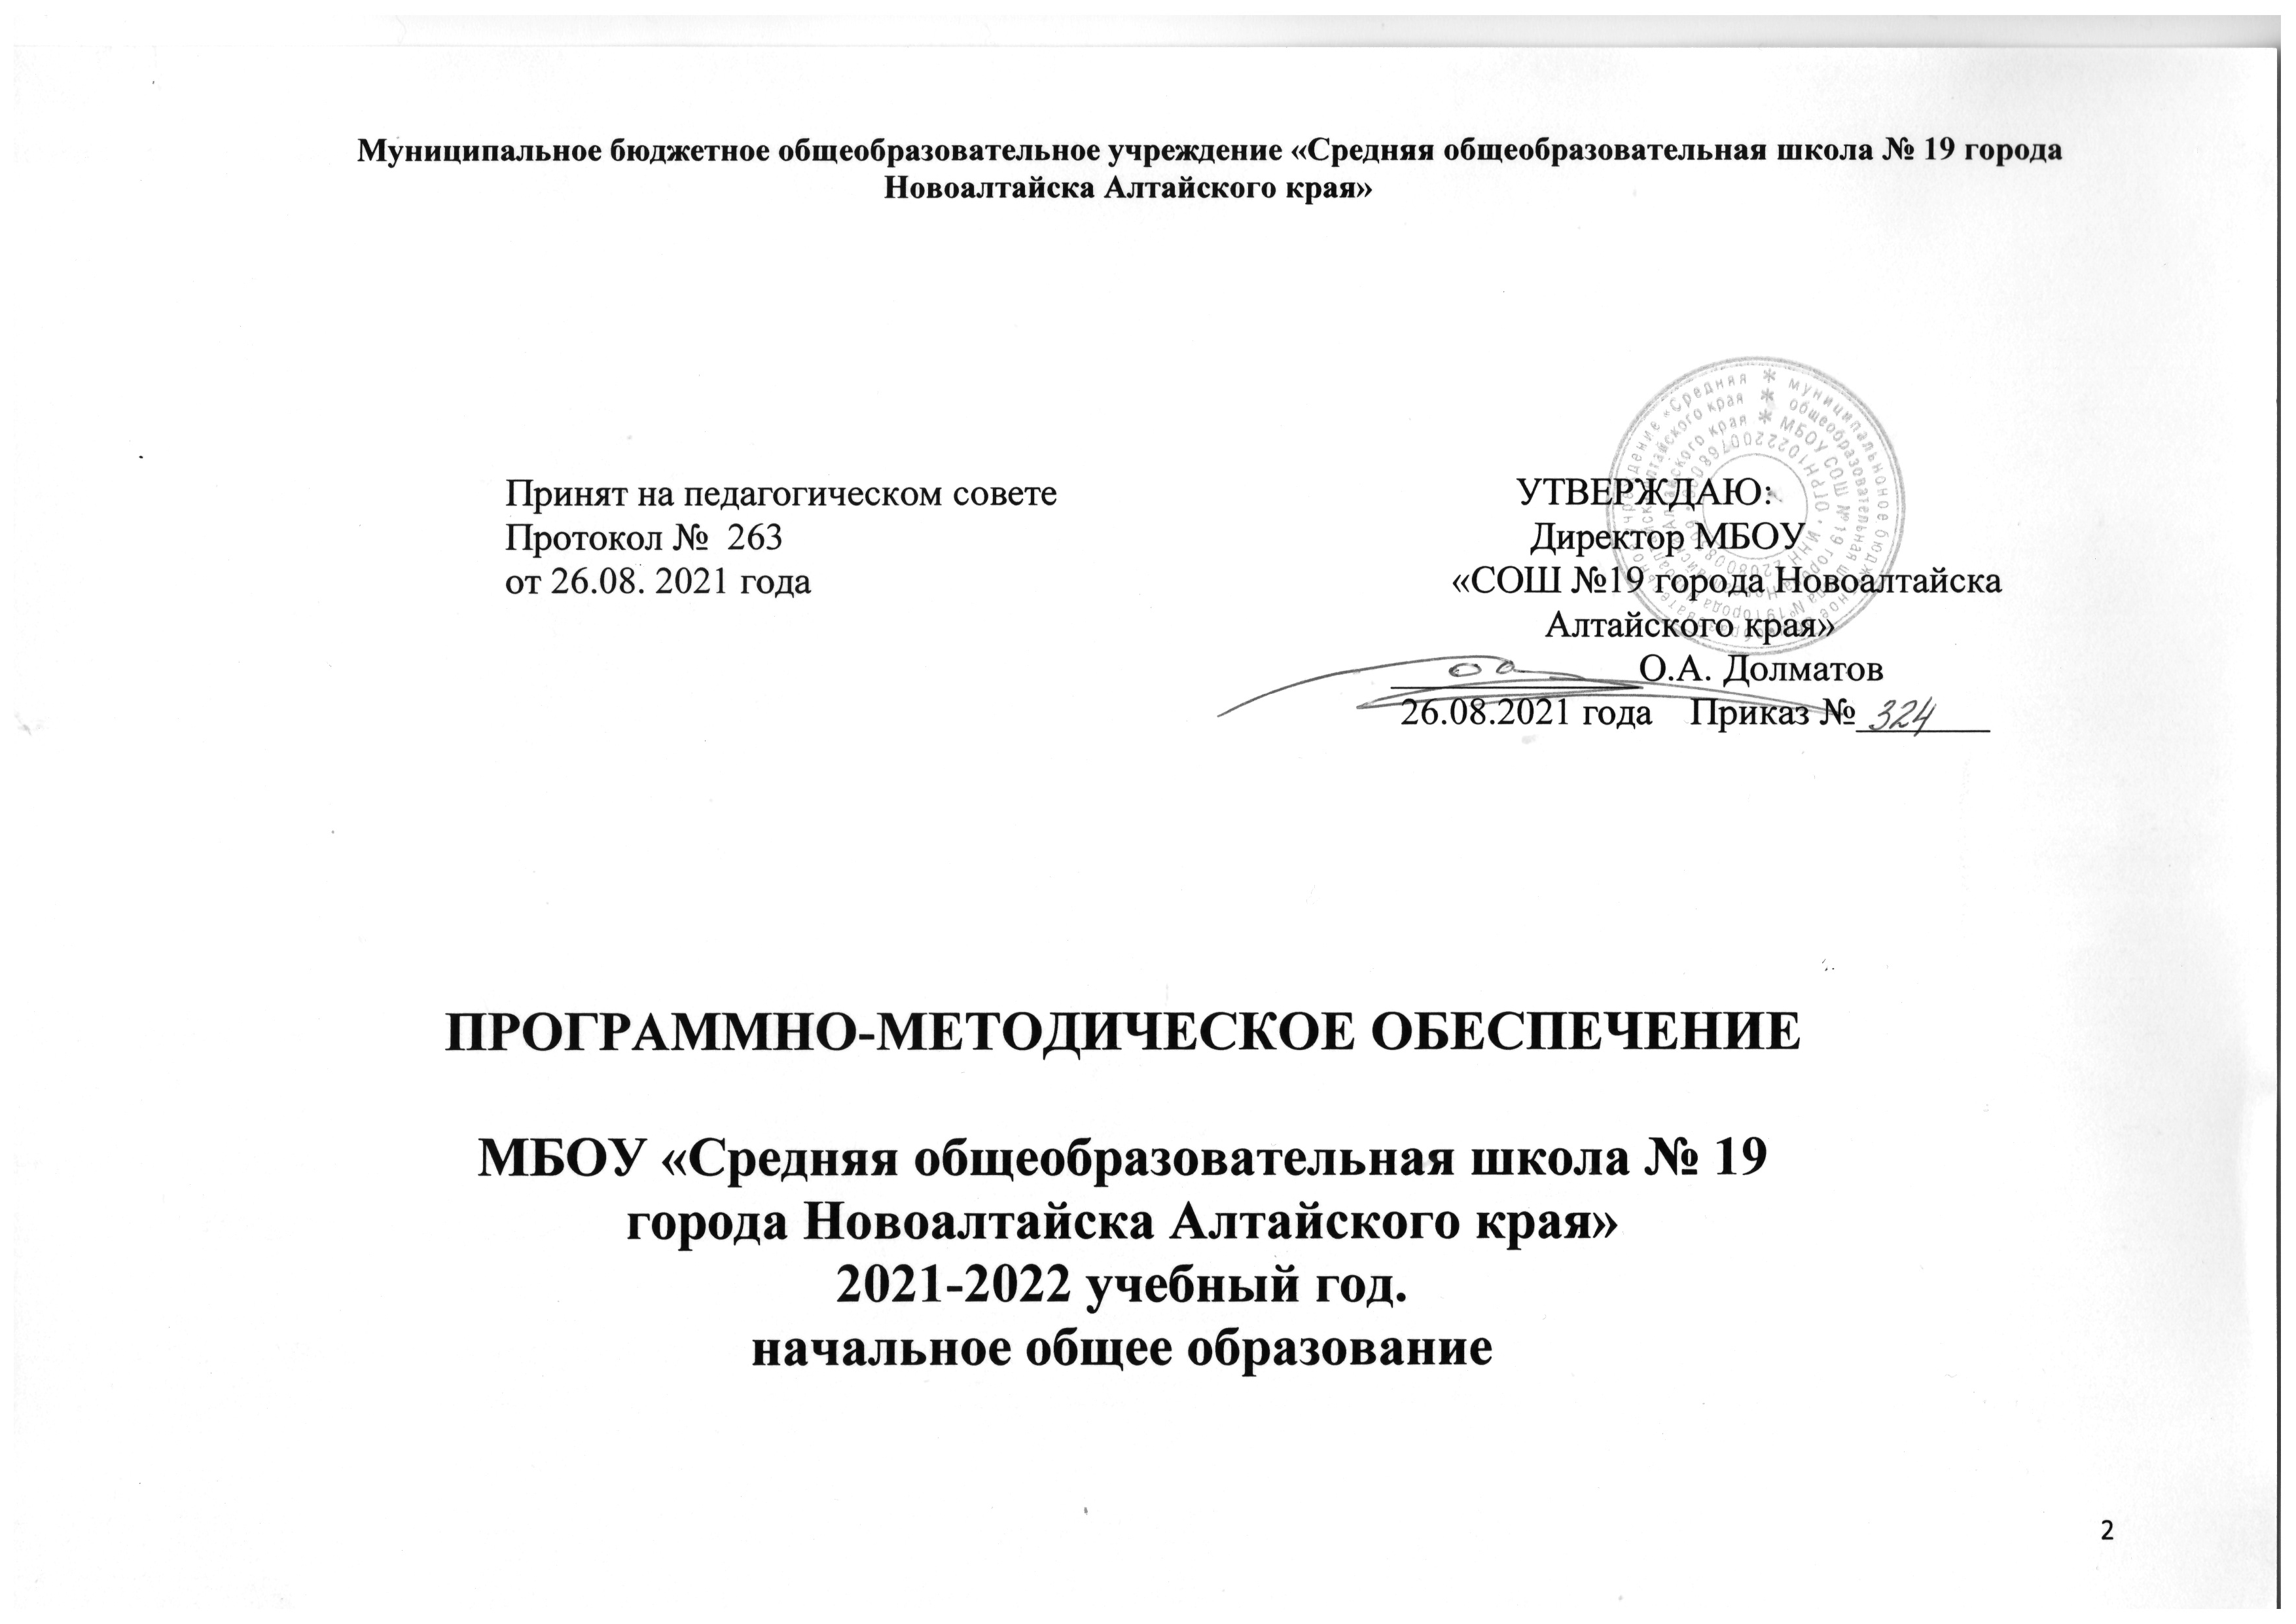 Муниципальное бюджетное общеобразовательное учреждение «Средняя общеобразовательная школа № 19 города
Новоалтайска Алтайского края»
Принят на педагогическом совете
Протокол № 263
от 26.08. 2021 года
УТВЕРЖДАЮ:
Директор МБОУ
«СОШ №19 города Новоалтайска
Алтайского края»
О.А. Долматов
26.08.2021 года Приказ № 324
ПРОГРАММНО-МЕТОДИЧЕСКОЕ ОБЕСПЕЧЕНИЕ
МБОУ «Средняя общеобразовательная школа № 19
города Новоалтайска Алтайского края»
2021-2022 учебный год.
начальное общее образование
2